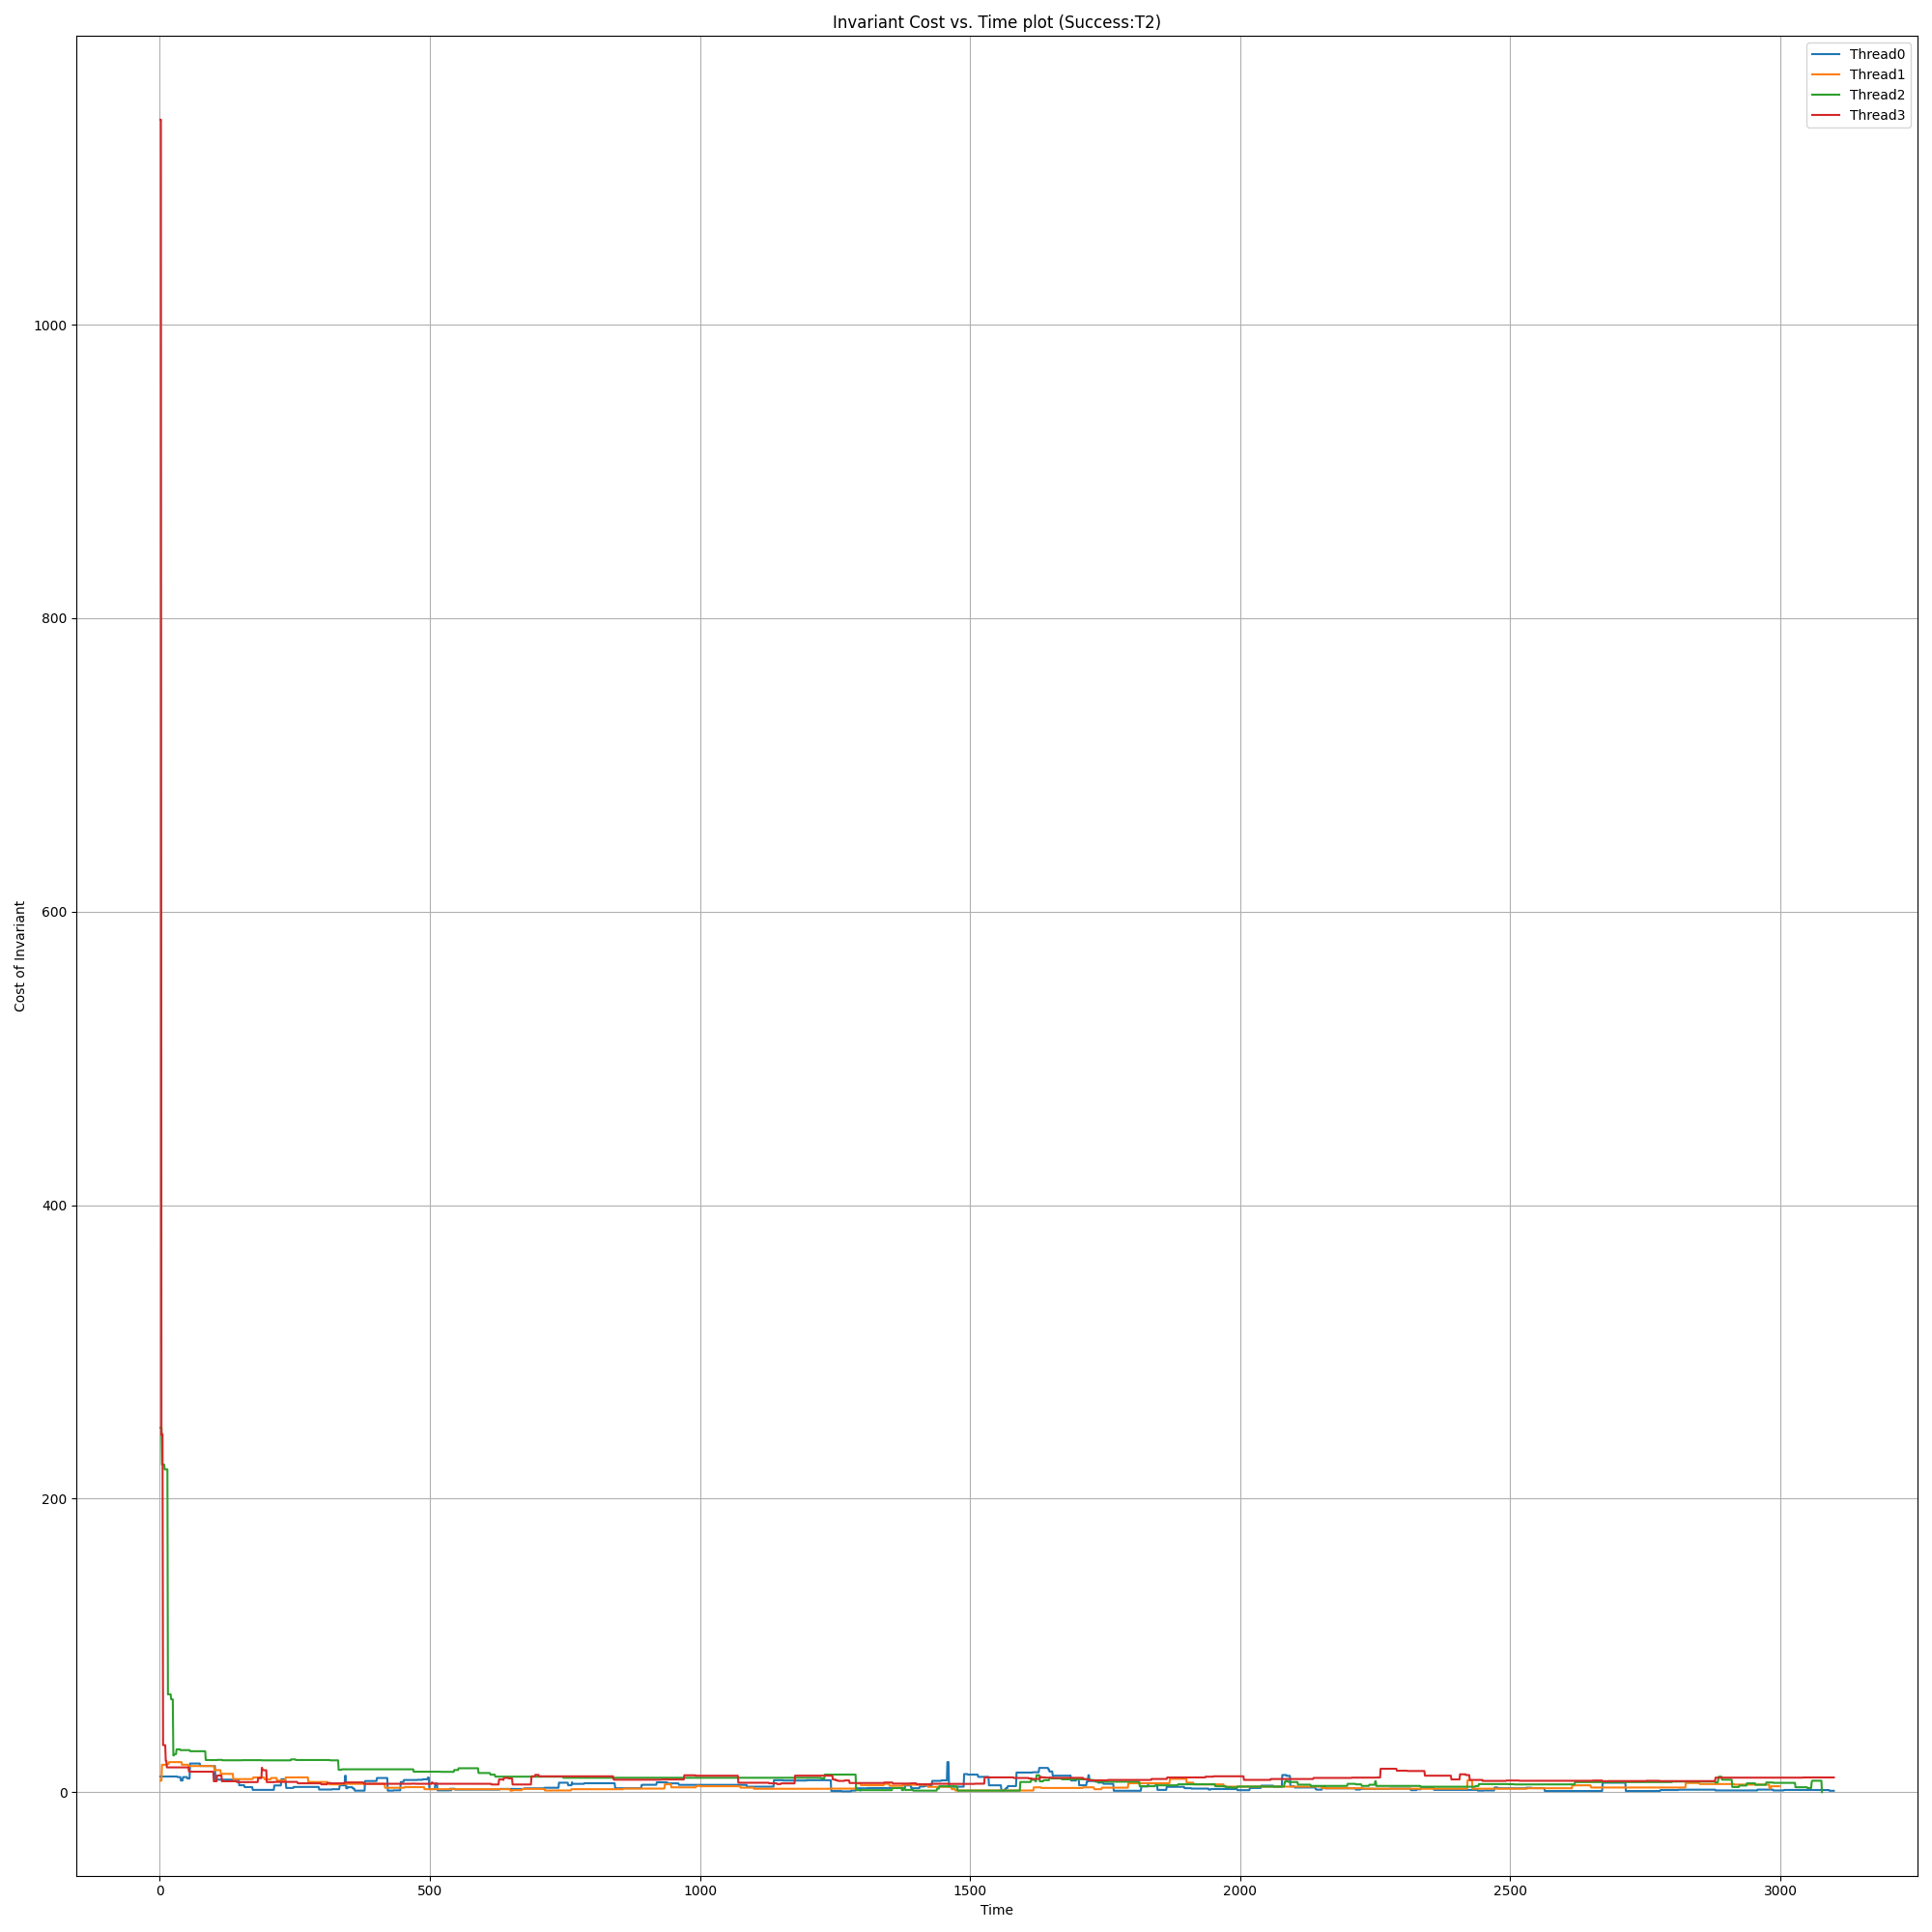 Invariant Cost vs. Time plot (Success:T2)
Thread0
Thread1
Thread2
Thread3
1000
800
600
400
200
0
Cost of Invariant
0 500 1000 1500 2000 2500 3000
Time